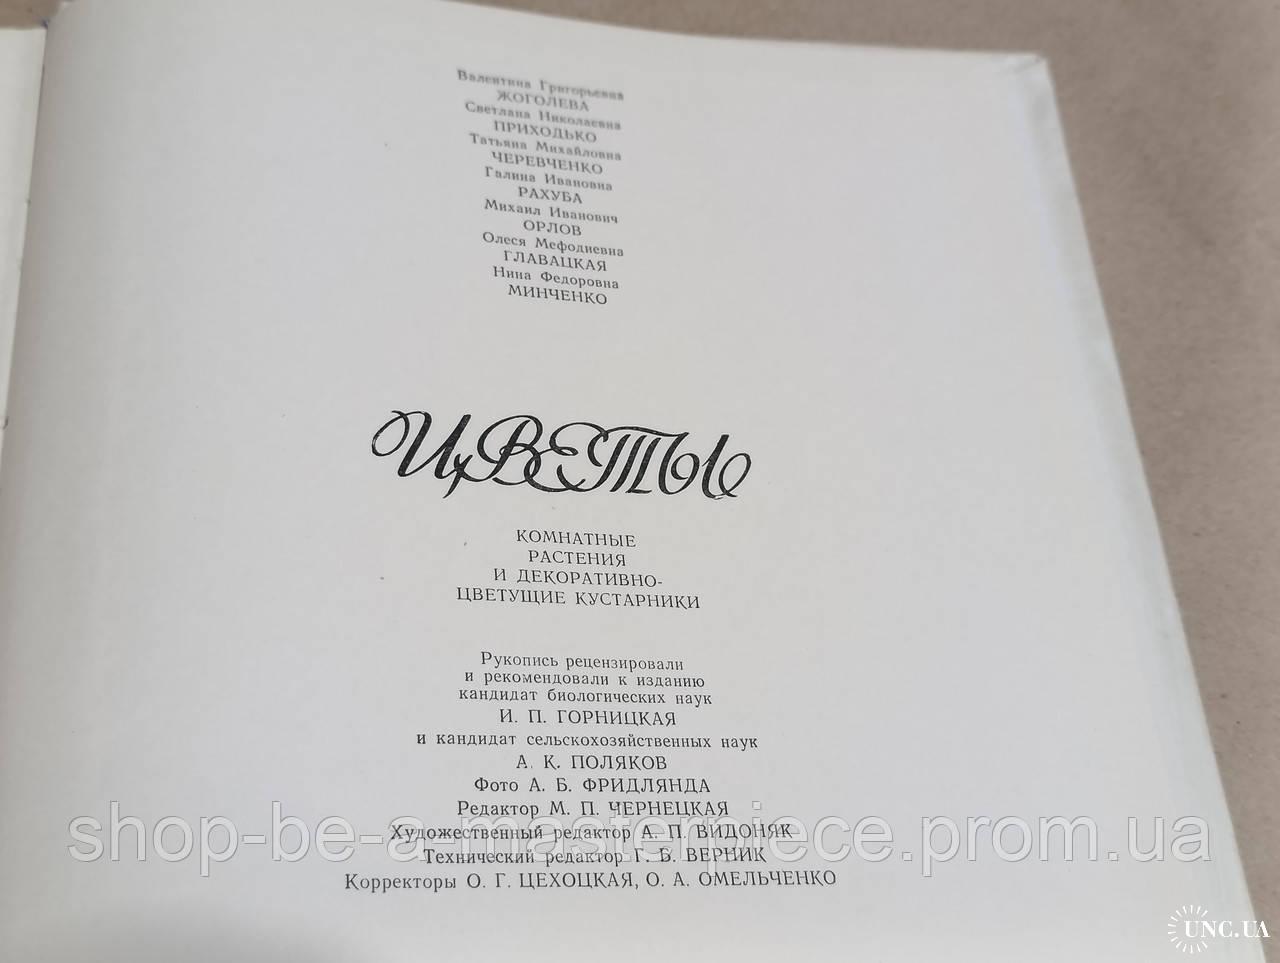 Валентина Григорьевна
ЖОГОЛЕВА
Светлана Николаевна
ПРИХОДЬКО
Татьяна Михайловна
ЧЕРЕВЧЕНКО
Галина Ивановна
РАХУБА
Михаил Иванович
ОРЛОВ
Олеся Мефодиевна
ГЛАВАЦКАЯ
Нина Федоровна
МИНЧЕНКО
ЦВЕТЫ
КОМНАТНЫЕ
РАСТЕНИЯ
И ДЕКОРАТИВНО-
ЦВЕТУЩИЕ КУСТАРНИКИ
Рукопись рецензировали
и рекомендовали к изданию
кандидат биологических наук
И. П. ГОРНИЦКАЯ
и кандидат сельскохозяйственных наук
А. К. ПОЛЯКОВ
Фото А. Б. ФРИДЛЯНДА
Редактор М. П. ЧЕРНЕЦКАЯ
Художественный редактор А. П. ВИДОНЯК
Технический редактор Г. Б. ВЕРНИК
Корректоры О. Г. ЦЕХОЦКАЯ, О. А. ОМЕЛЬЧЕНКО
shop-be-a-masterpiece.prom.ua
UNC.UA